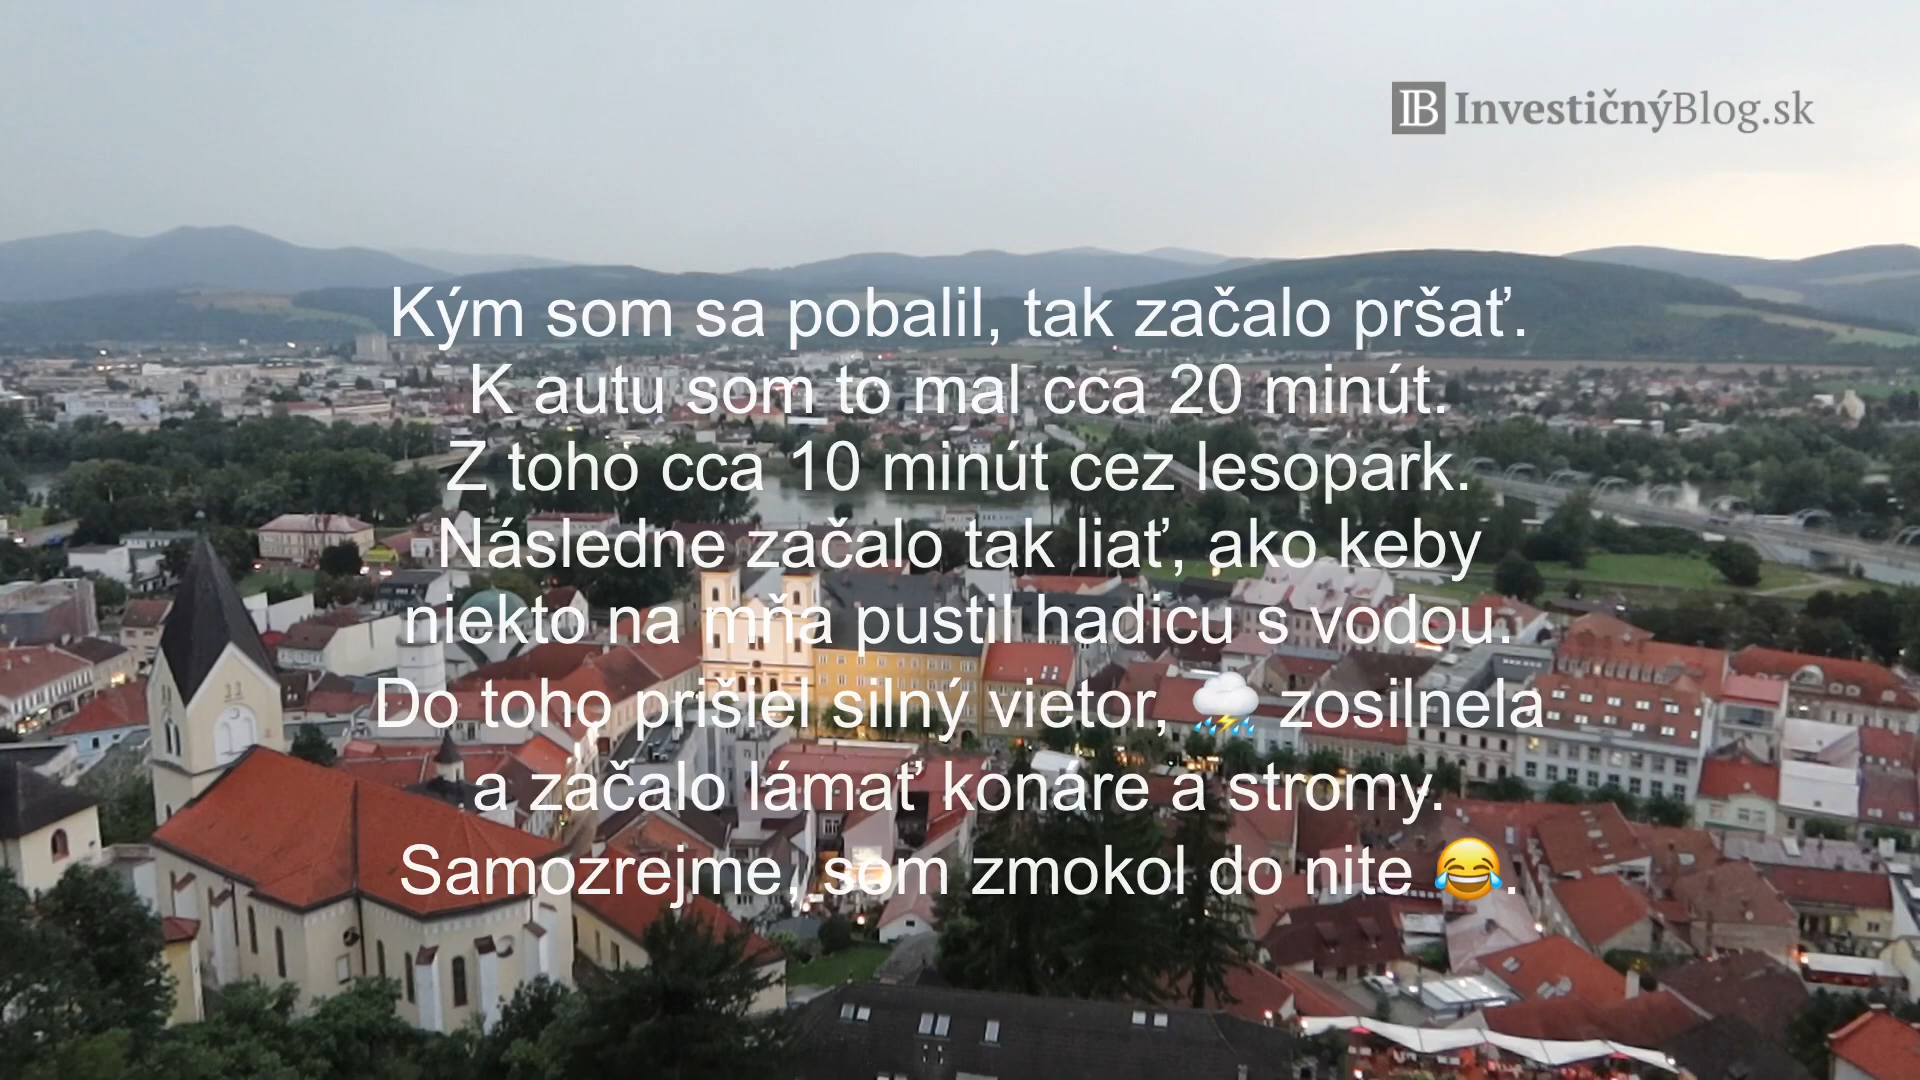 IB InvestičnýBlog.sk
Kým som sa pobalil, tak začalo pršať.
K autu som to mal cca 20 minút.
Z toho cca 10 minút cez lesopark.
Následne začalo tak liať, ako keby
niekto na mňa pustil hadicu s vodou.
Do toho prišiel silný vietor, ⛈️ zosilnela
a začalo lámať konáre a stromy.
Samozrejme, som zmokol do nite 😂.